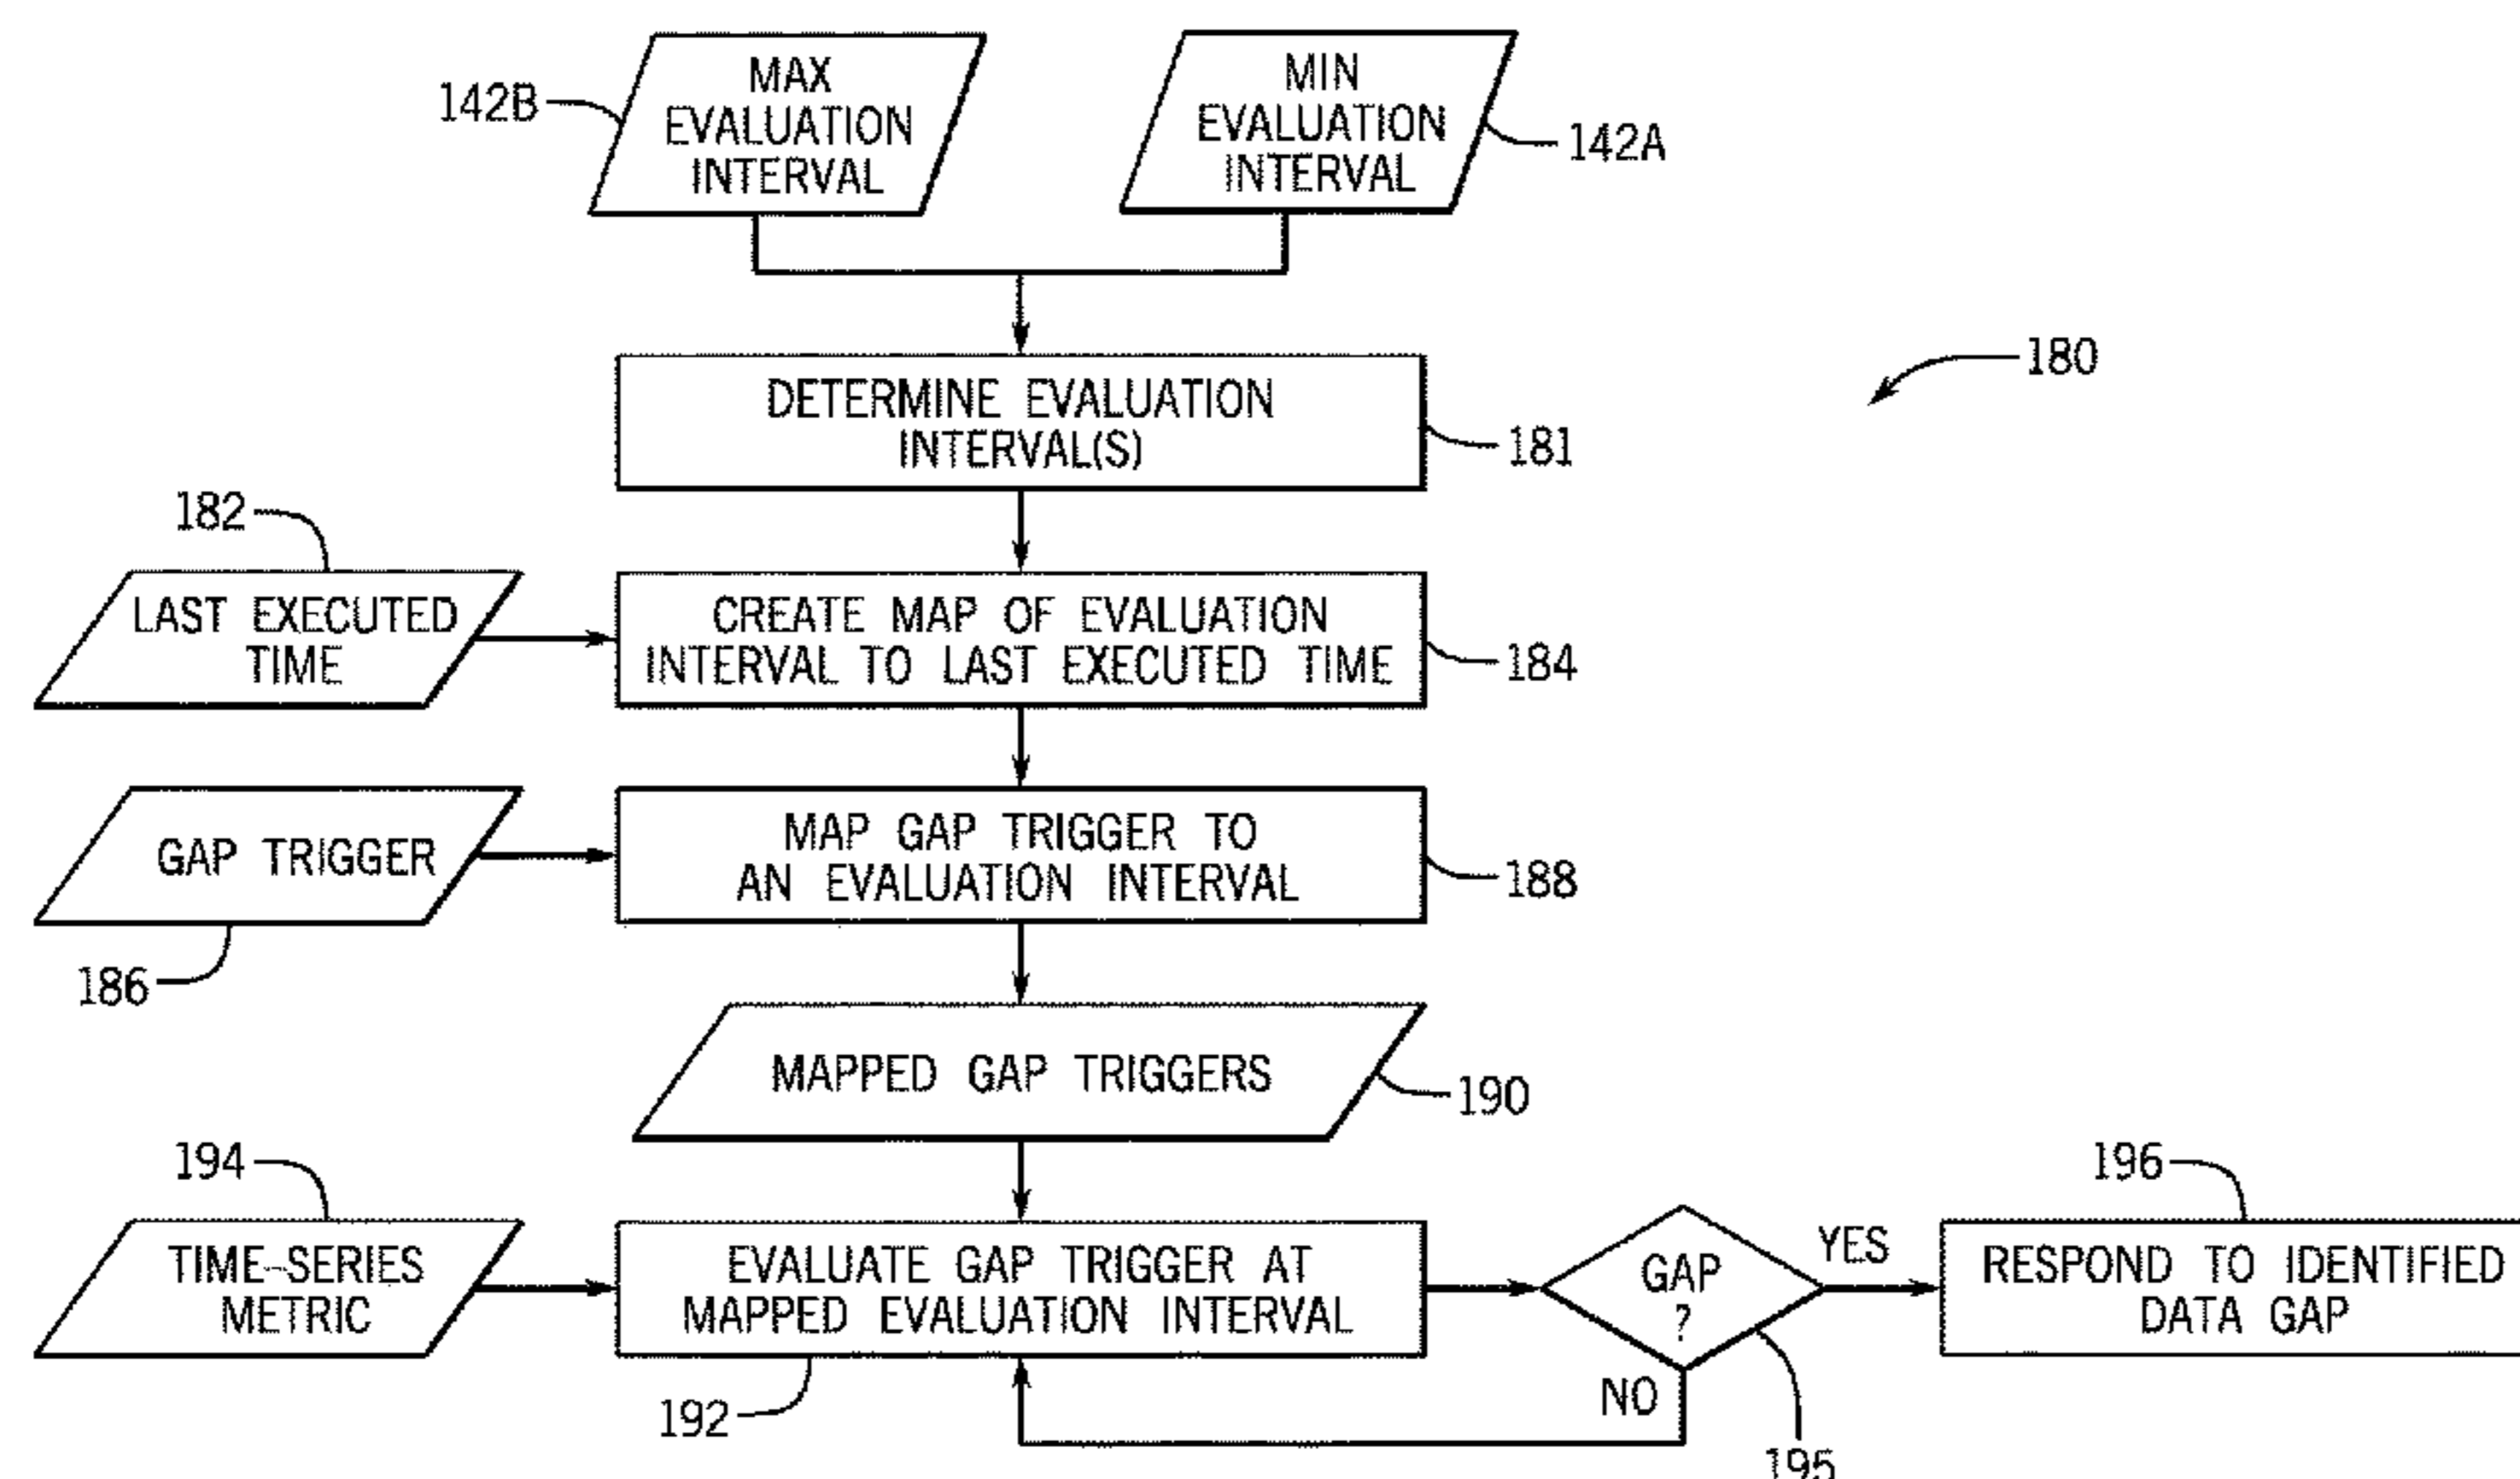 MAX
EVALUATION
INTERVAL
142B
MIN
EVALUATION
INTERVAL
142A
DETERMINE EVALUATION
INTERVAL(S)
181
180
182
LAST EXECUTED
TIME
CREATE MAP OF EVALUATION
INTERVAL TO LAST EXECUTED TIME
184
GAP TRIGGER
186
MAP GAP TRIGGER TO
AN EVALUATION INTERVAL
188
MAPPED GAP TRIGGERS
190
194
TIME-SERIES
METRIC
EVALUATE GAP TRIGGER AT
MAPPED EVALUATION INTERVAL
192
GAP
?
YES
NO
195
196
RESPOND TO IDENTIFIED
DATA GAP